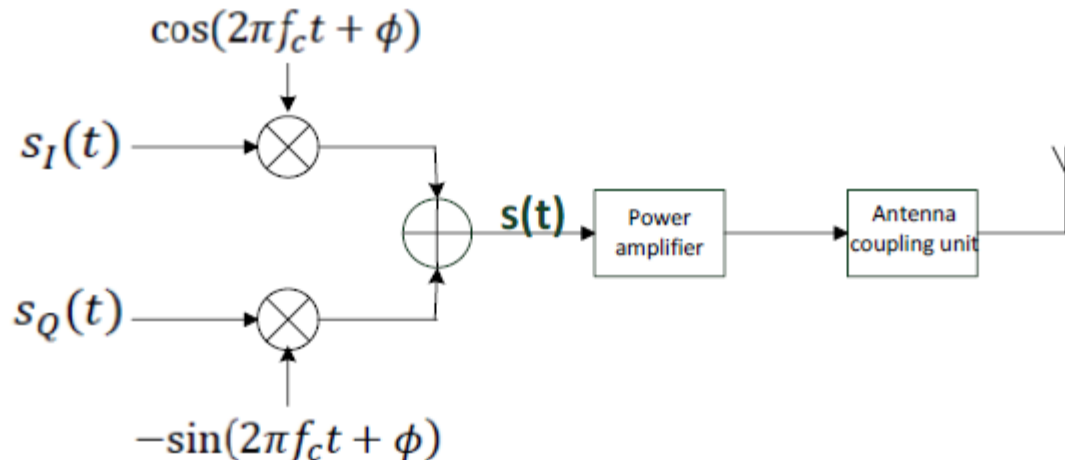 cos(2πf_ct + ϕ)
s_I(t)
s(t)
Power
amplifier
Antenna
coupling unit
s_Q(t)
−sin(2πf_ct + ϕ)